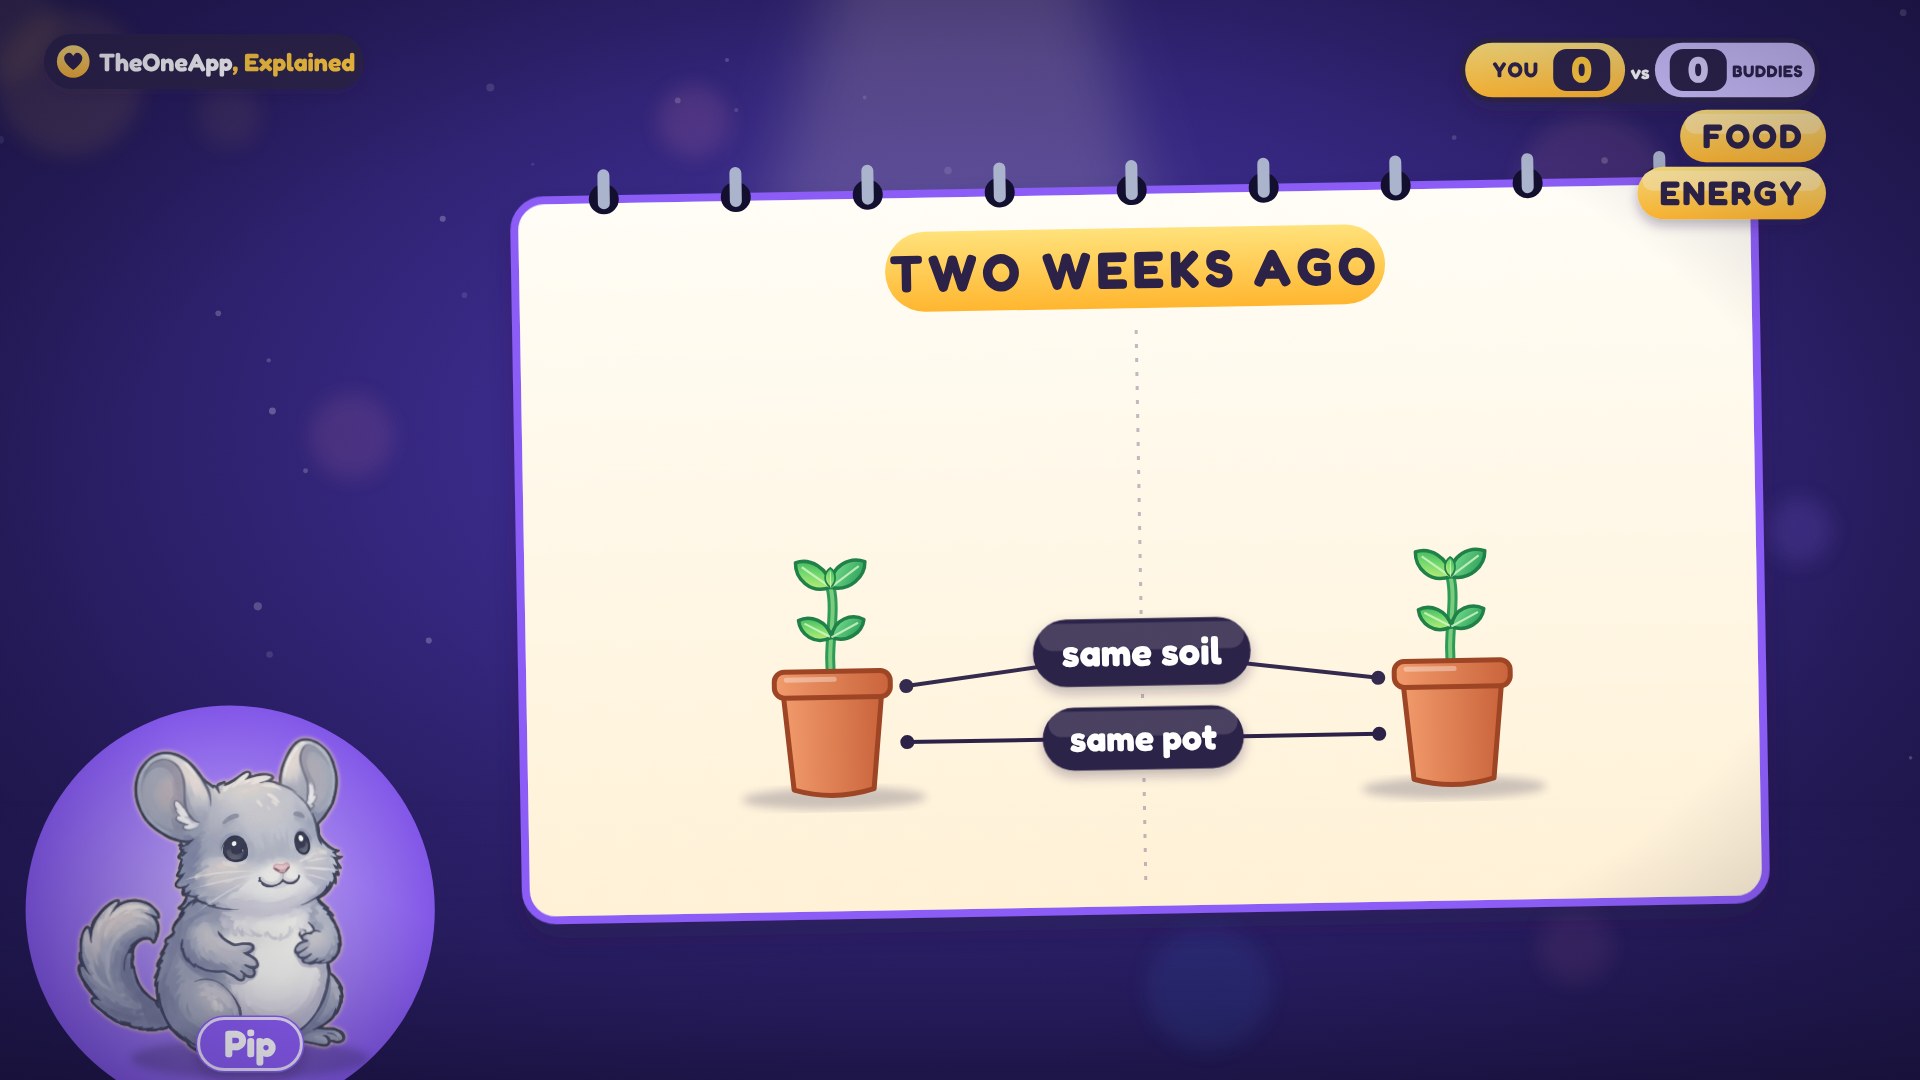 TheOneApp, Explained
YOU 0 vs 0 BUDDIES
FOOD
ENERGY
TWO WEEKS AGO
same soil
same pot
Pip